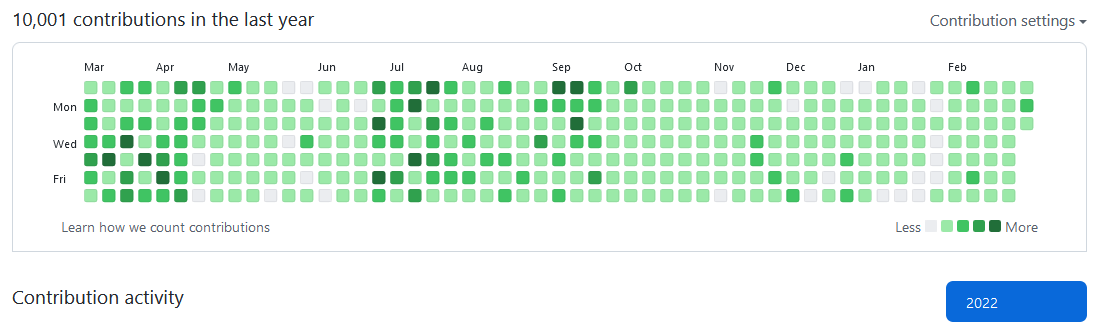 10,001 contributions in the last year
Contribution settings
Mar Apr May Jun Jul Aug Sep Oct Nov Dec Jan Feb
Mon
Wed
Fri
Learn how we count contributions
Less More
Contribution activity
2022